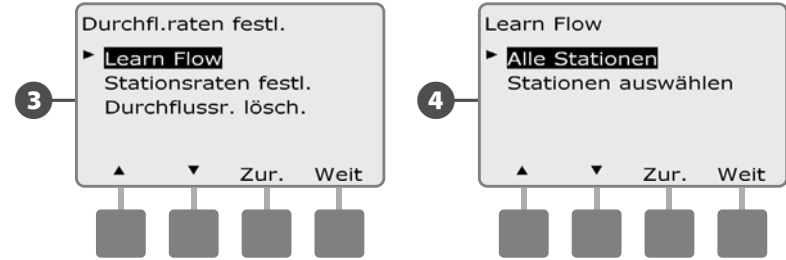 3
Durchfl.raten festl.
► Learn Flow
Stationsraten festl.
Durchflussr. lösch.
▲ ▼ Zur. Weit
4
Learn Flow
► Alle Stationen
Stationen auswählen
▲ ▼ Zur. Weit